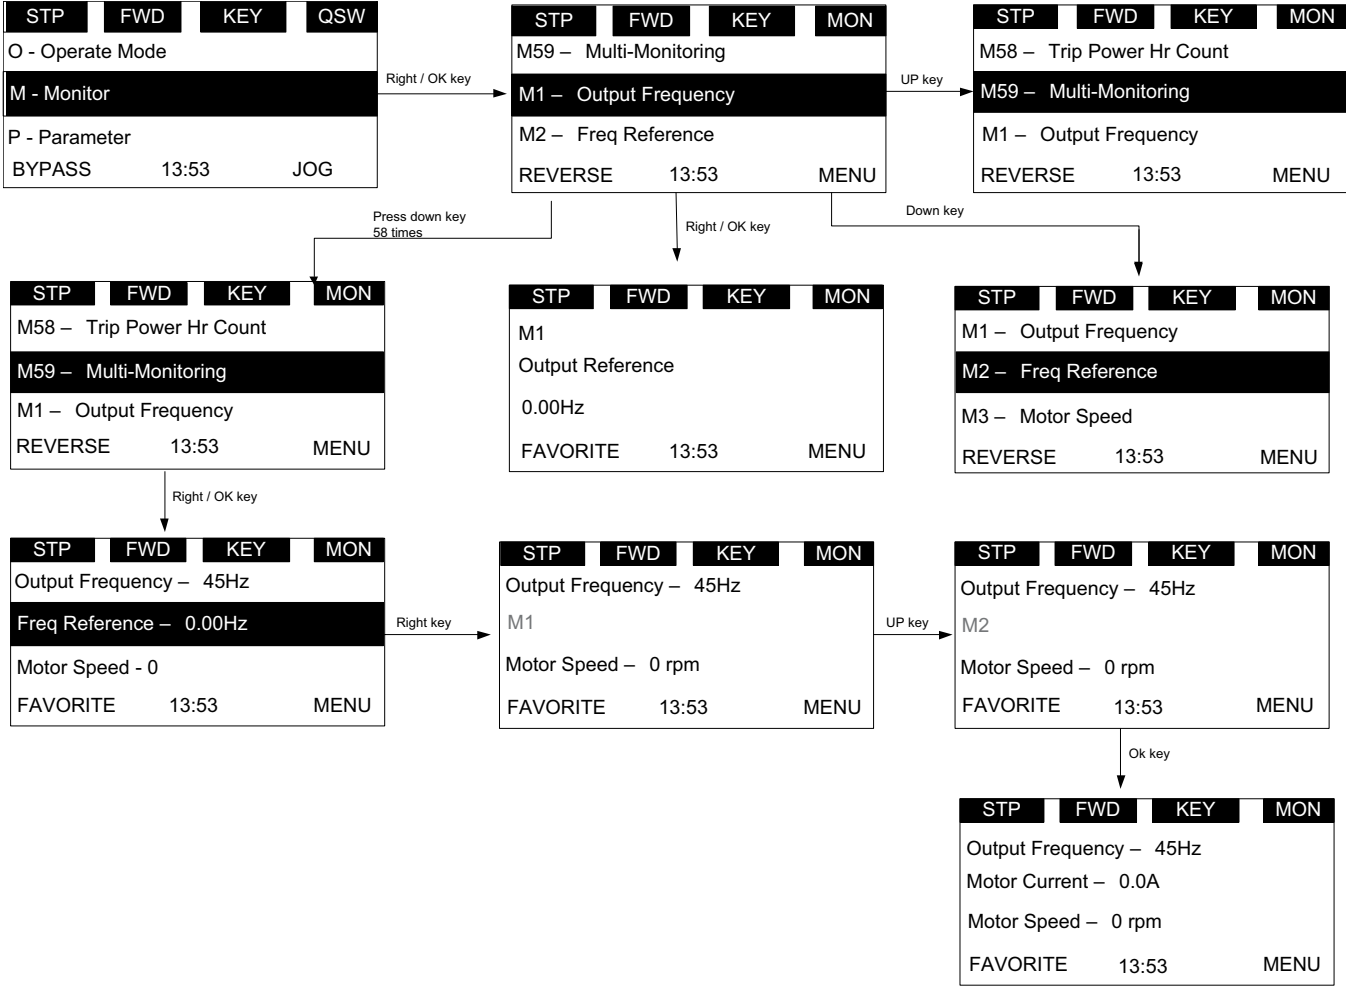 STP FWD KEY QSW
O - Operate Mode
M - Monitor
P - Parameter
BYPASS 13:53 JOG
Right / OK key
STP FWD KEY MON
M59 – Multi-Monitoring
M1 – Output Frequency
M2 – Freq Reference
REVERSE 13:53 MENU
UP key
STP FWD KEY MON
M58 – Trip Power Hr Count
M59 – Multi-Monitoring
M1 – Output Frequency
REVERSE 13:53 MENU
Press down key
58 times
Right / OK key
Down key
STP FWD KEY MON
M58 – Trip Power Hr Count
M59 – Multi-Monitoring
M1 – Output Frequency
REVERSE 13:53 MENU
STP FWD KEY MON
M1
Output Reference
0.00Hz
FAVORITE 13:53 MENU
STP FWD KEY MON
M1 – Output Frequency
M2 – Freq Reference
M3 – Motor Speed
REVERSE 13:53 MENU
Right / OK key
STP FWD KEY MON
Output Frequency – 45Hz
Freq Reference – 0.00Hz
Motor Speed - 0
FAVORITE 13:53 MENU
Right key
STP FWD KEY MON
Output Frequency – 45Hz
M1
Motor Speed – 0 rpm
FAVORITE 13:53 MENU
UP key
STP FWD KEY MON
Output Frequency – 45Hz
M2
Motor Speed – 0 rpm
FAVORITE 13:53 MENU
Ok key
STP FWD KEY MON
Output Frequency – 45Hz
Motor Current – 0.0A
Motor Speed – 0 rpm
FAVORITE 13:53 MENU